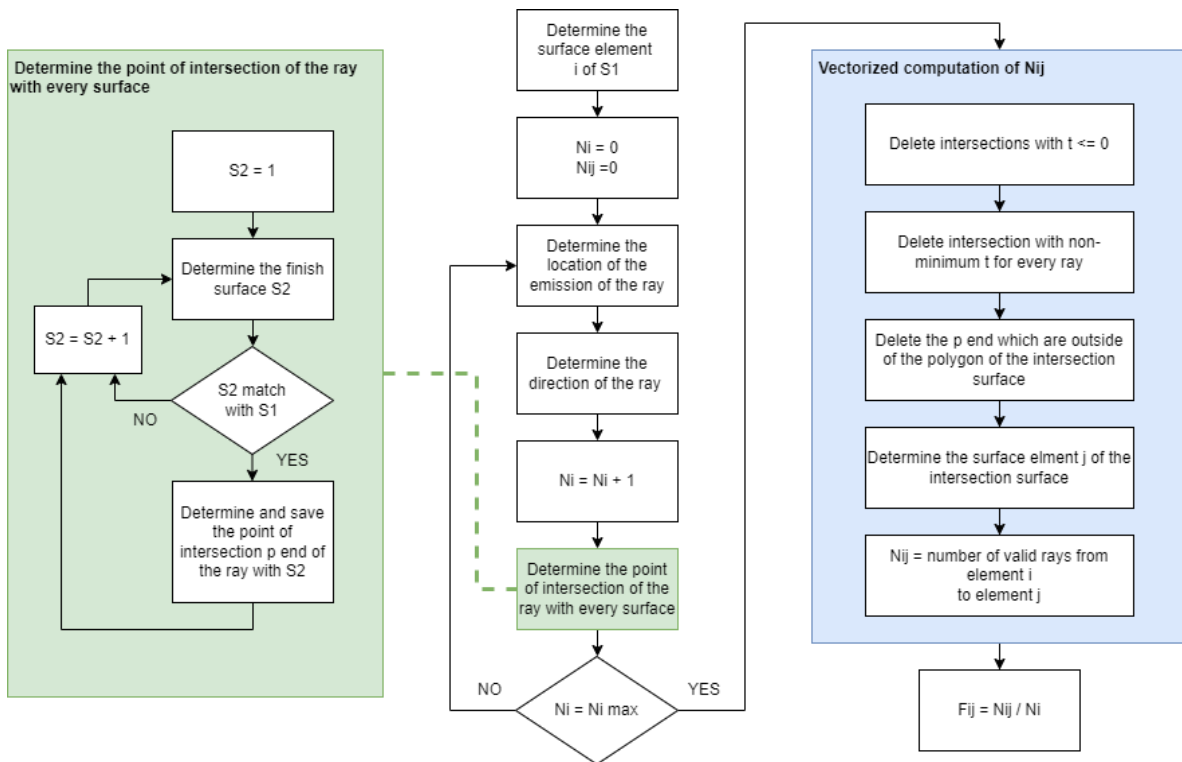 Determine the point of intersection of the ray
with every surface
S2 = 1
Determine the finish
surface S2
S2 = S2 + 1
S2 match
with S1
NO
YES
Determine and save
the point of
intersection p end of
the ray with S2
Determine the
surface element
i of S1
Ni = 0
Nij =0
Determine the
location of the
emission of the ray
Determine the
direction of the ray
Ni = Ni + 1
Determine the point
of intersection of the
ray with every surface
NO
YES
Ni = Ni max
Vectorized computation of Nij
Delete intersections with t <= 0
Delete intersection with non-
minimum t for every ray
Delete the p end which are outside
of the polygon of the intersection
surface
Determine the surface elment j of the
intersection surface
Nij = number of valid rays from
element i
to element j
Fij = Nij / Ni